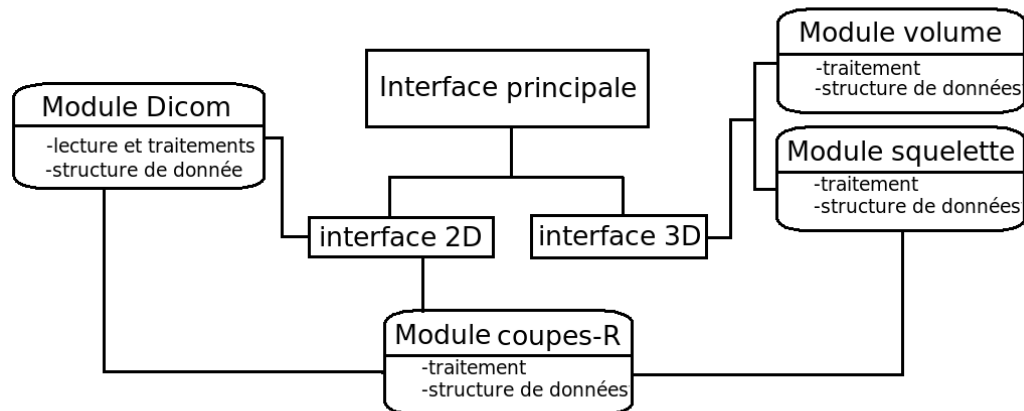 Module volume
-traitement
-structure de données
Interface principale
Module Dicom
-lecture et traitements
-structure de donnée
Module squelette
-traitement
-structure de données
interface 2D
interface 3D
Module coupes-R
-traitement
-structure de données